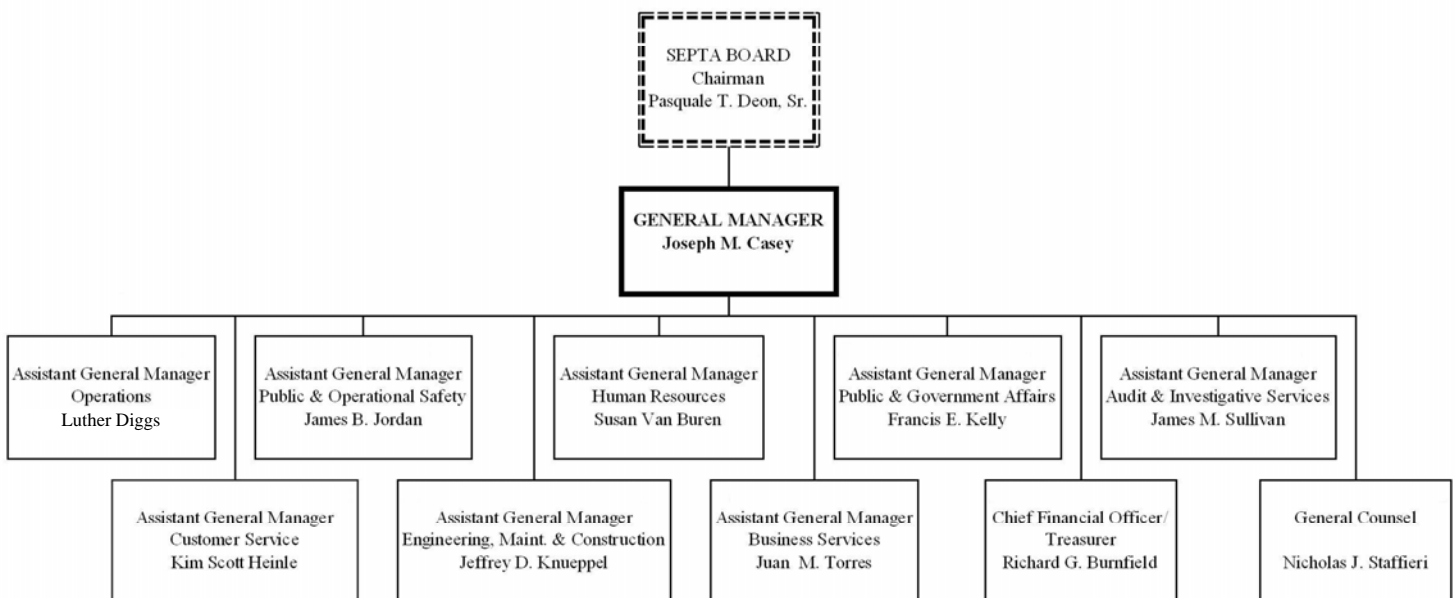 SEPTA BOARD
Chairman
Pasquale T. Deon, Sr.
GENERAL MANAGER
Joseph M. Casey
Assistant General Manager
Operations
Luther Diggs
Assistant General Manager
Public & Operational Safety
James B. Jordan
Assistant General Manager
Human Resources
Susan Van Buren
Assistant General Manager
Public & Government Affairs
Francis E. Kelly
Assistant General Manager
Audit & Investigative Services
James M. Sullivan
Assistant General Manager
Customer Service
Kim Scott Heinle
Assistant General Manager
Engineering, Maint. & Construction
Jeffrey D. Knueppel
Assistant General Manager
Business Services
Juan M. Torres
Chief Financial Officer/
Treasurer
Richard G. Burnfield
General Counsel
Nicholas J. Staffieri